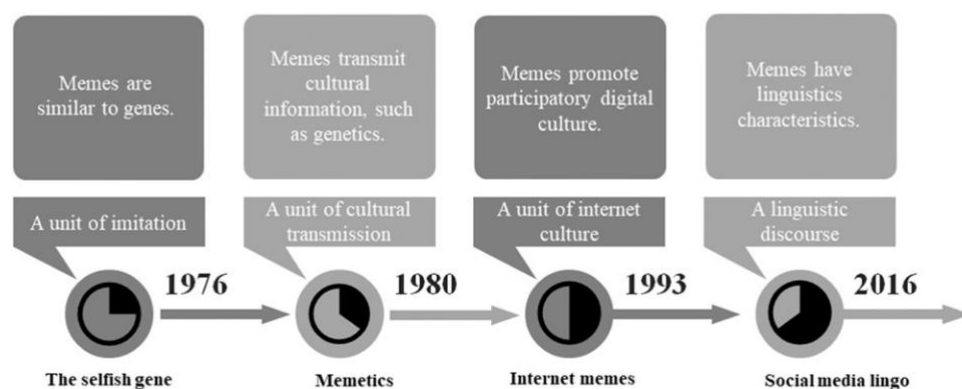 Memes are
similar to genes.
Memes transmit
cultural
information, such
as genetics.
Memes promote
participatory digital
culture.
Memes have
linguistics
characteristics.
A unit of imitation
A unit of cultural
transmission
A unit of internet
culture
A linguistic
discourse
1976
1980
1993
2016
The selfish gene
Memetics
Internet memes
Social media lingo